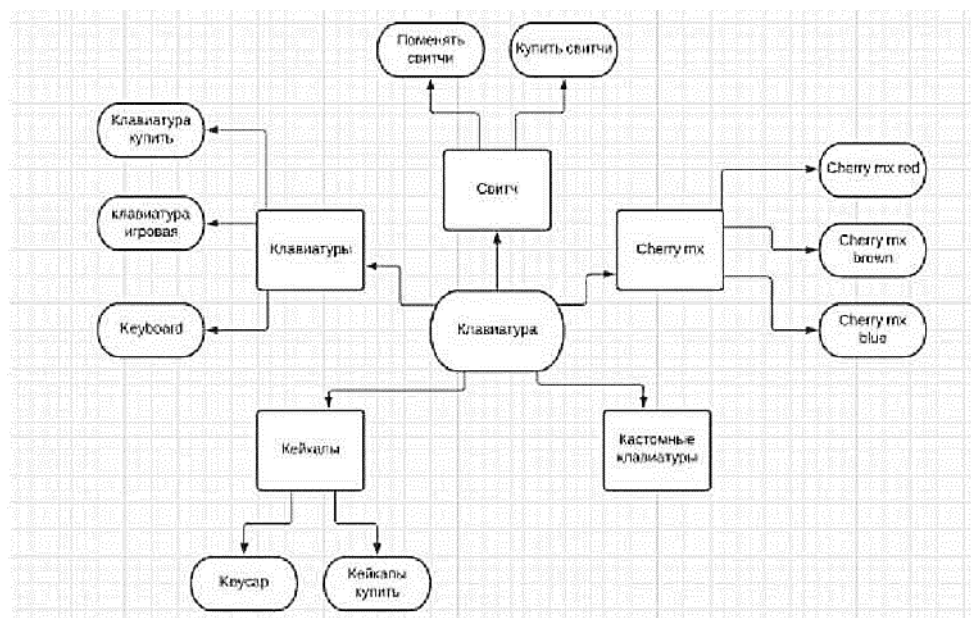 Поменять
свитчи
Купить свитчи
Клавиатура
купить
Свитч
Cherry mx red
клавиатура
игровая
Клавиатуры
Cherry mx
Cherry mx
brown
Keyboard
Клавиатура
Cherry mx
blue
Кейкапы
Кастомные
клавиатуры
Keycap
Кейкапы
купить